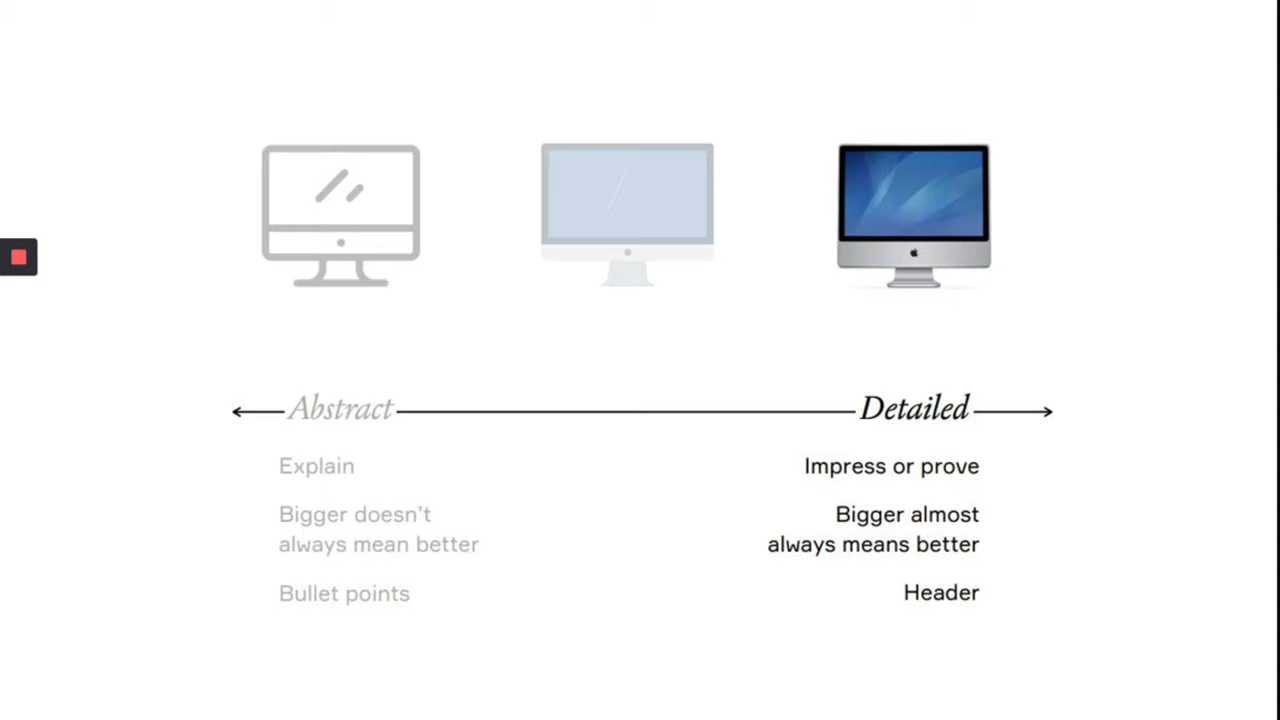 Abstract
Detailed
Explain
Impress or prove
Bigger doesn't
always mean better
Bigger almost
always means better
Bullet points
Header